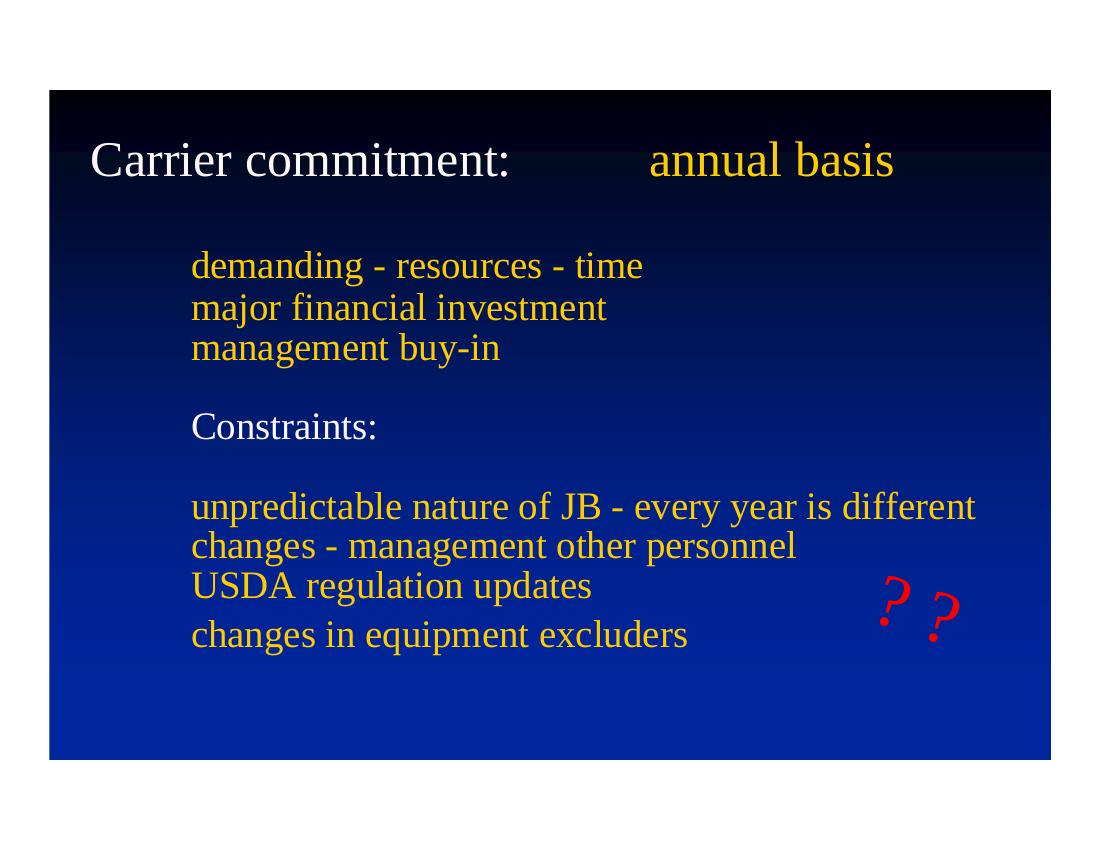 Carrier commitment: annual basis
demanding - resources - time
major financial investment
management buy-in
Constraints:
unpredictable nature of JB - every year is different
changes - management other personnel
USDA regulation updates
changes in equipment excluders
? ?